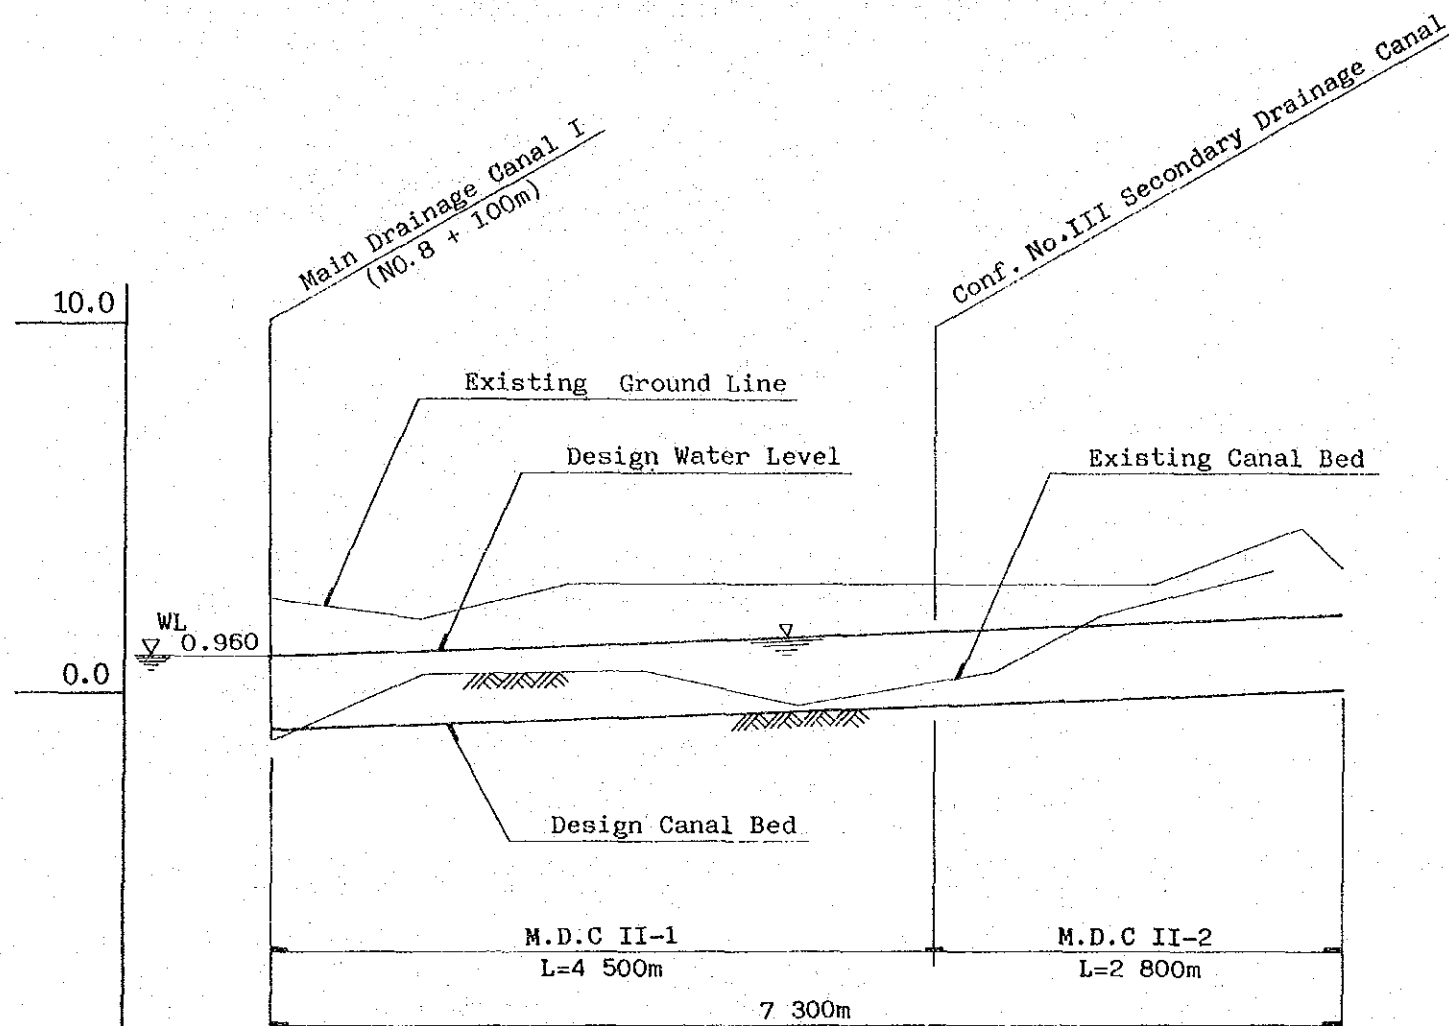 Main Drainage Canal I
(NO.8 + 100m)
Conf. No.III Secondary Drainage Canal
10.0
Existing Ground Line
Design Water Level
Existing Canal Bed
WL
0.960
0.0
Design Canal Bed
M.D.C II-1
M.D.C II-2
L=4 500m
L=2 800m
7 300m